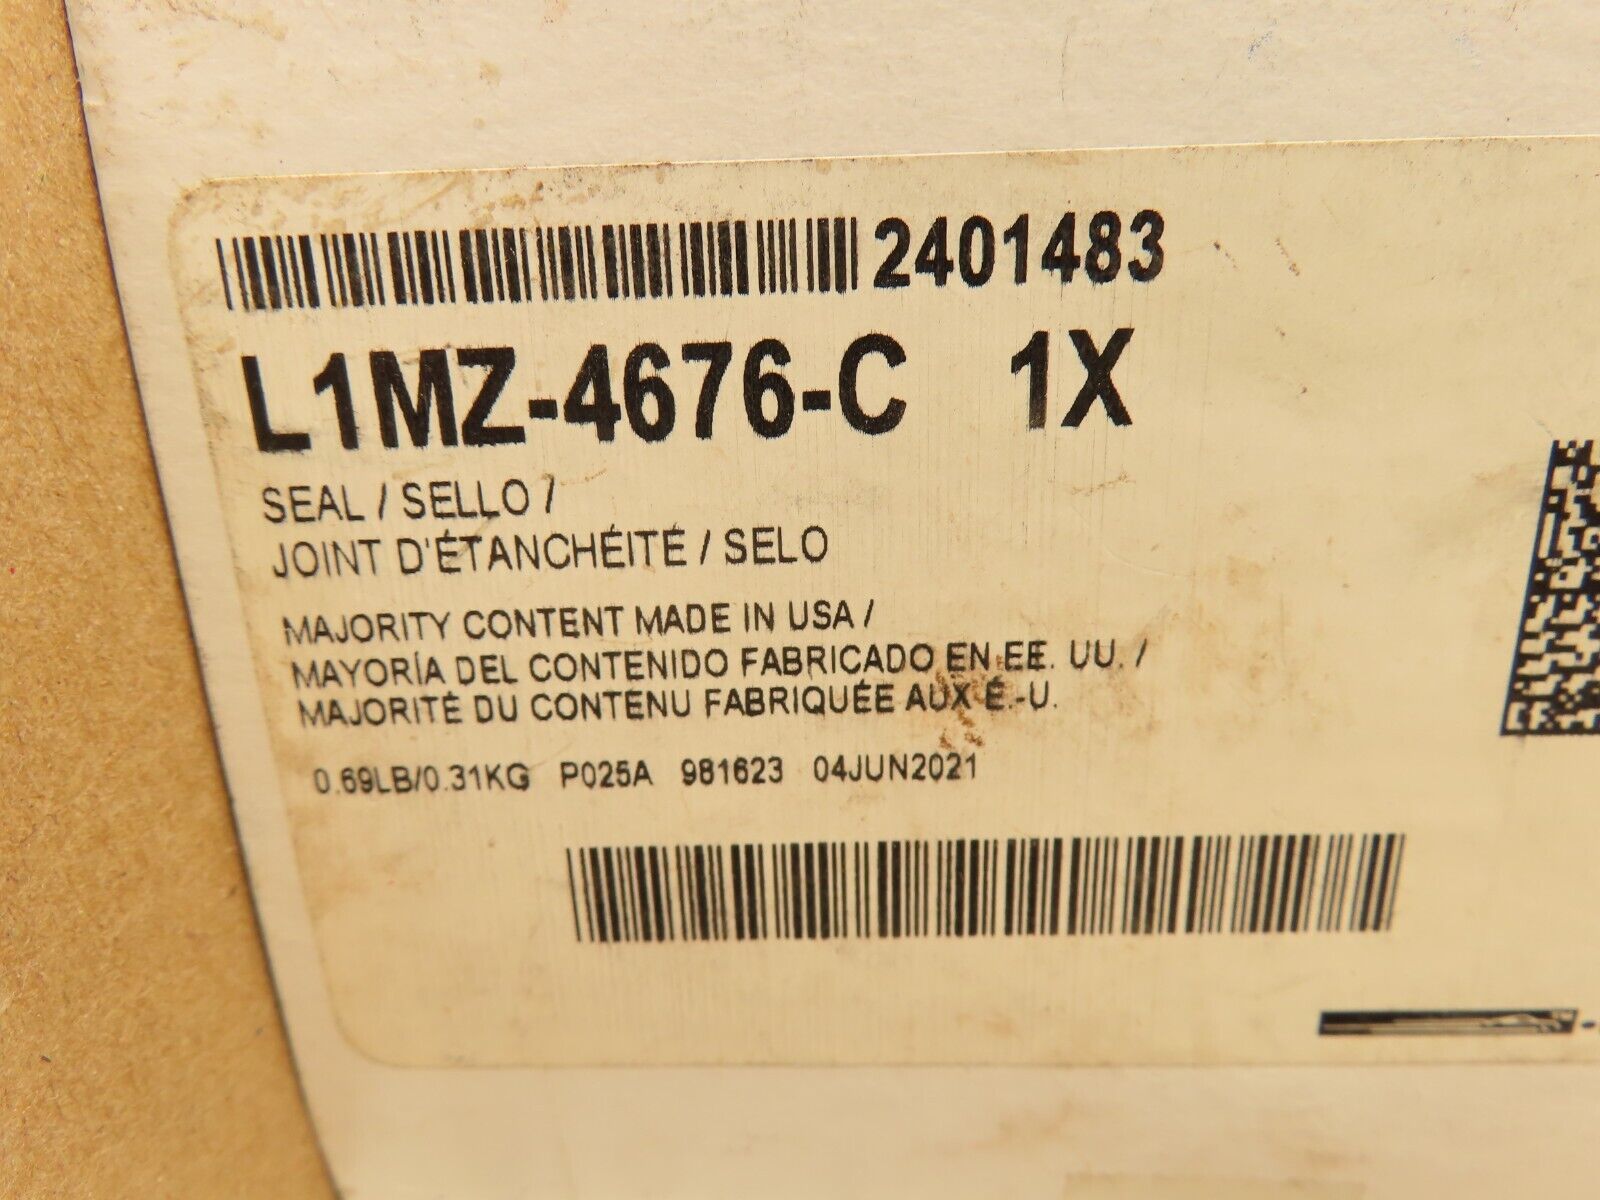 2401483
L1MZ-4676-C 1X
SEAL / SELLO /
JOINT D'ÉTANCHÉITÉ / SELO
MAJORITY CONTENT MADE IN USA /
MAYORÍA DEL CONTENIDO FABRICADO EN EE. UU. /
MAJORITÉ DU CONTENU FABRIQUÉE AUX É.-U.
0.69LB/0.31KG P025A 981623 04JUN2021